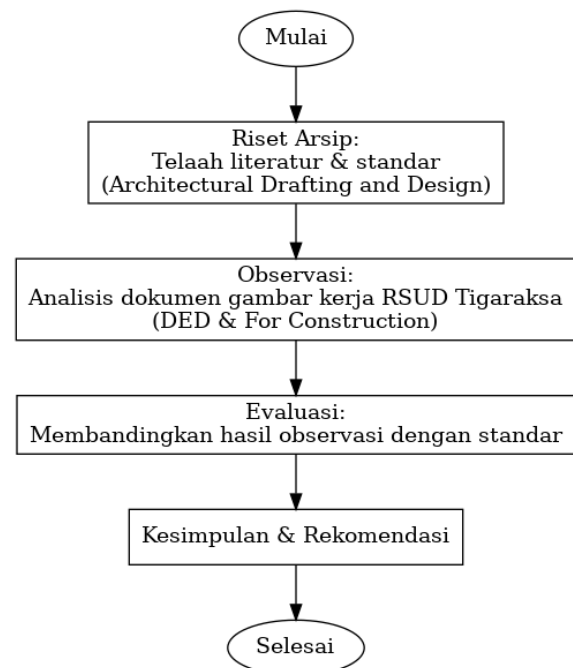 Mulai
Riset Arsip:
Telaah literatur & standar
(Architectural Drafting and Design)
Observasi:
Analisis dokumen gambar kerja RSUD Tigaraksa
(DED & For Construction)
Evaluasi:
Membandingkan hasil observasi dengan standar
Kesimpulan & Rekomendasi
Selesai